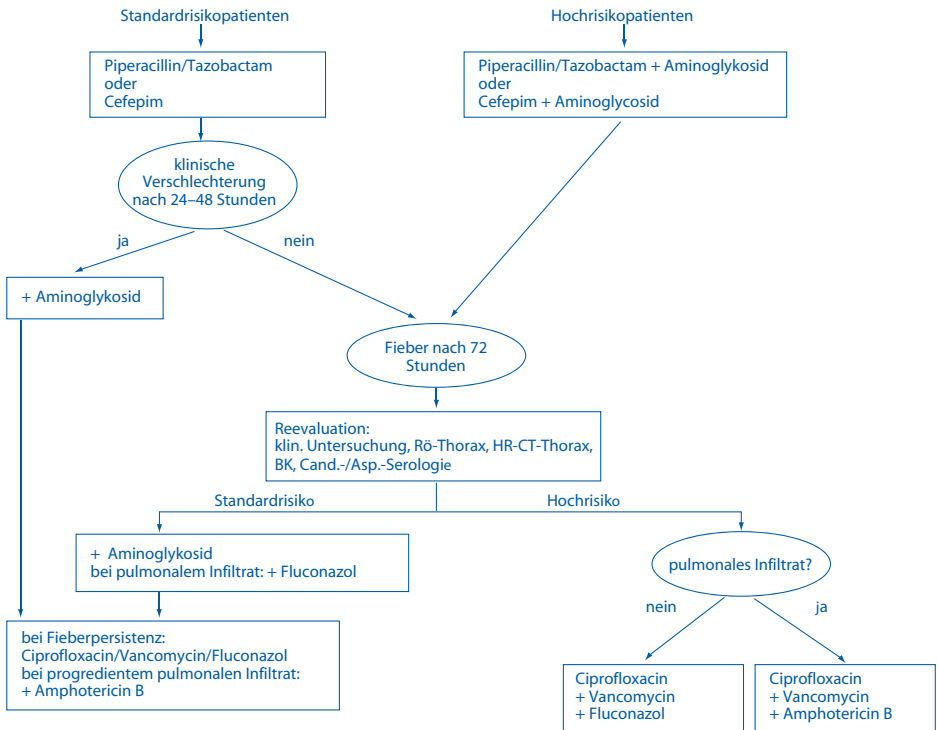 Standardrisikopatienten
Hochrisikopatienten
Piperacillin/Tazobactam
oder
Cefepim
Piperacillin/Tazobactam + Aminoglykosid
oder
Cefepim + Aminoglycosid
klinische
Verschlechterung
nach 24–48 Stunden
ja
nein
+ Aminoglykosid
Fieber nach 72
Stunden
Reevaluation:
klin. Untersuchung, Rö-Thorax, HR-CT-Thorax,
BK, Cand.-/Asp.-Serologie
Standardrisiko
Hochrisiko
+ Aminoglykosid
bei pulmonalem Infiltrat: + Fluconazol
pulmonales Infiltrat?
nein
ja
bei Fieberpersistenz:
Ciprofloxacin/Vancomycin/Fluconazol
bei progredientem pulmonalen Infiltrat:
+ Amphotericin B
Ciprofloxacin
+ Vancomycin
+ Fluconazol
Ciprofloxacin
+ Vancomycin
+ Amphotericin B